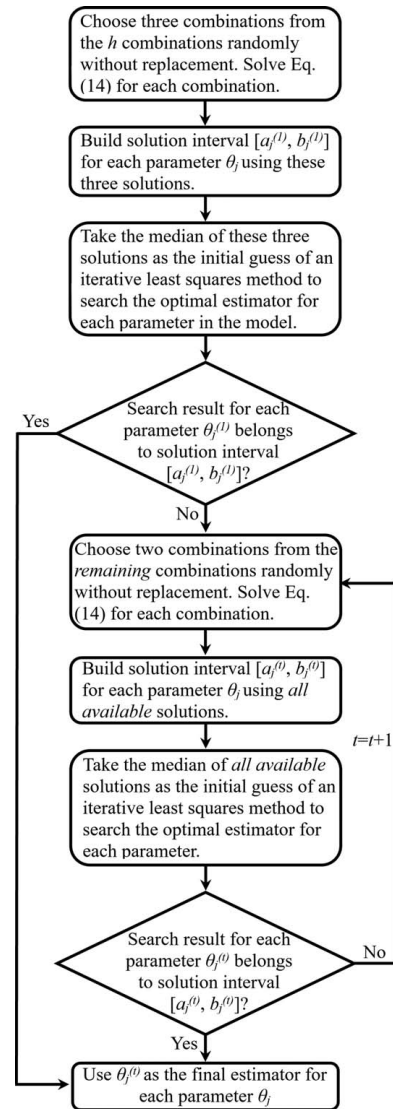 Choose three combinations from
the h combinations randomly
without replacement. Solve Eq.
(14) for each combination.
Build solution interval [aj(1), bj(1)]
for each parameter θj using these
three solutions.
Take the median of these three
solutions as the initial guess of an
iterative least squares method to
search the optimal estimator for
each parameter in the model.
Yes
Search result for each
parameter θj(1) belongs
to solution interval
[aj(1), bj(1)]?
No
Choose two combinations from the
remaining combinations randomly
without replacement. Solve Eq.
(14) for each combination.
Build solution interval [aj(t), bj(t)]
for each parameter θj using all
available solutions.
t=t+1
Take the median of all available
solutions as the initial guess of an
iterative least squares method to
search the optimal estimator for
each parameter.
Search result for each
parameter θj(t) belongs
to solution interval
[aj(t), bj(t)]?
No
Yes
Use θj(t) as the final estimator for
each parameter θj